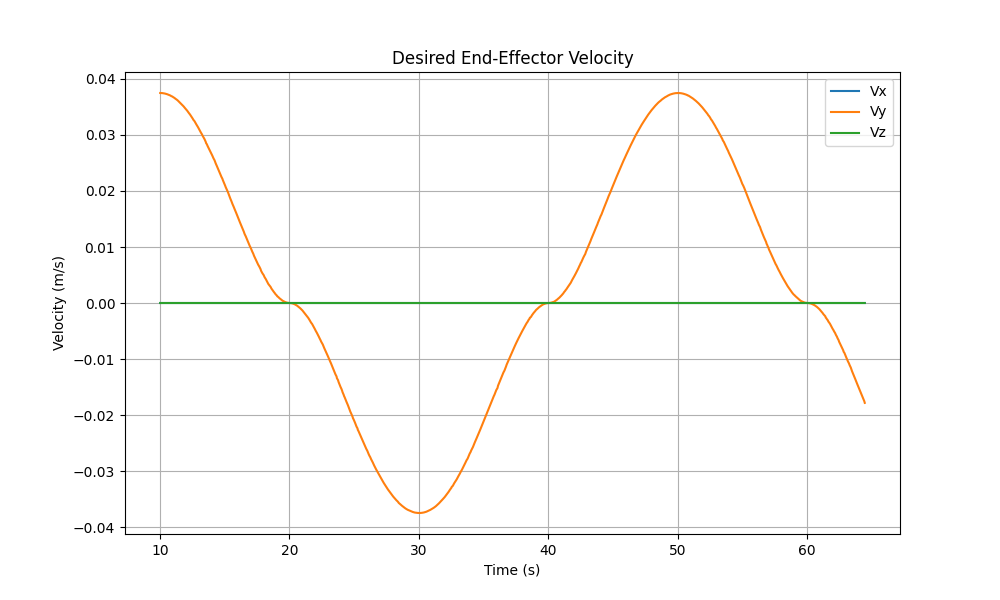 Desired End-Effector Velocity
0.04
0.03
0.02
0.01
0.00
−0.01
−0.02
−0.03
−0.04
Velocity (m/s)
Vx
Vy
Vz
10 20 30 40 50 60
Time (s)